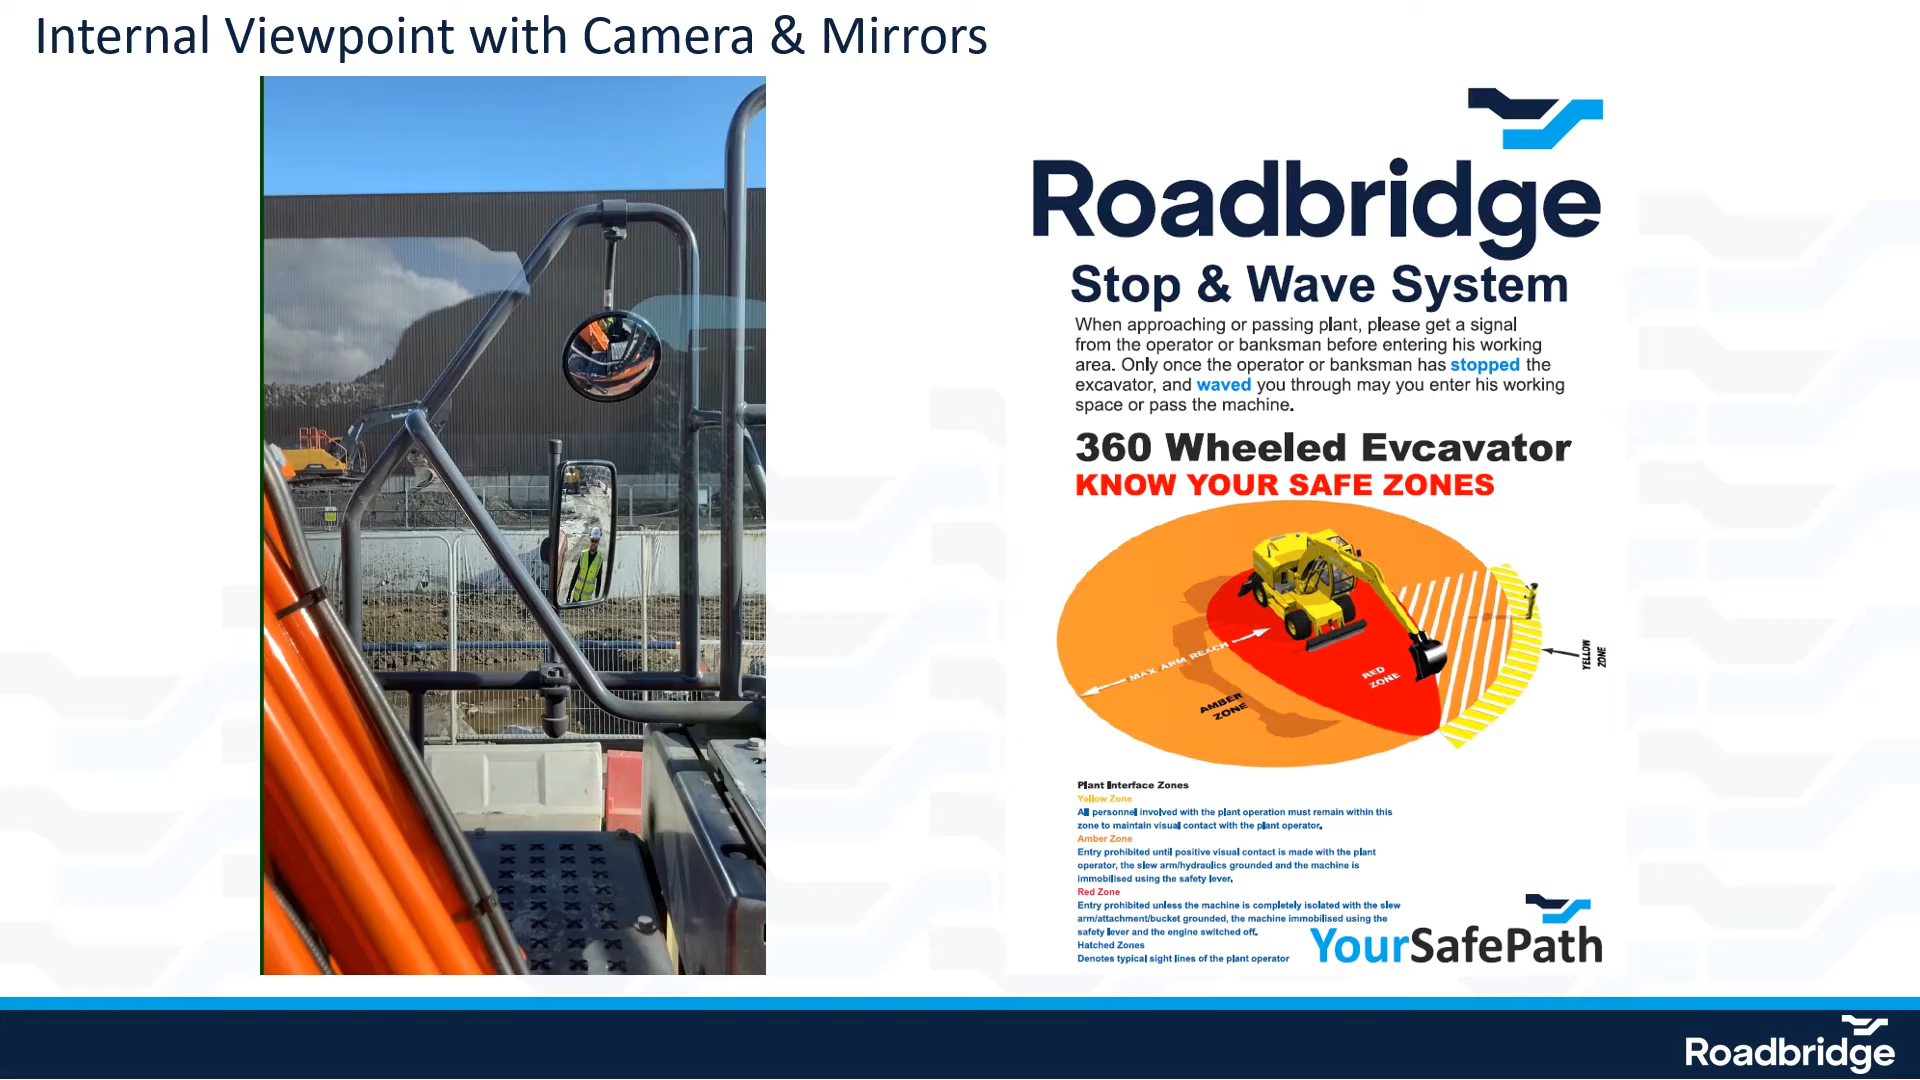 Internal Viewpoint with Camera & Mirrors
Roadbridge
Stop & Wave System
When approaching or passing plant, please get a signal
from the operator or banksman before entering his working
area. Only once the operator or banksman has stopped the
excavator, and waved you through may you enter his working
space or pass the machine.
360 Wheeled Evcavator
KNOW YOUR SAFE ZONES
MAX ARM REACH
AMBER
ZONE
RED
ZONE
YELLOW
ZONE
Plant Interface Zones
Yellow Zone
All personnel involved with the plant operation must remain within this
zone to maintain visual contact with the plant operator.
Amber Zone
Entry prohibited until positive visual contact is made with the plant
operator, the slew arm/hydraulics grounded and the machine is
immobilised using the safety lever.
Red Zone
Entry prohibited unless the machine is completely isolated with the slew
arm/attachment/bucket grounded, the machine immobilised using the
safety lever and the engine switched off.
Hatched Zones
Denotes typical sight lines of the plant operator
YourSafePath
Roadbridge